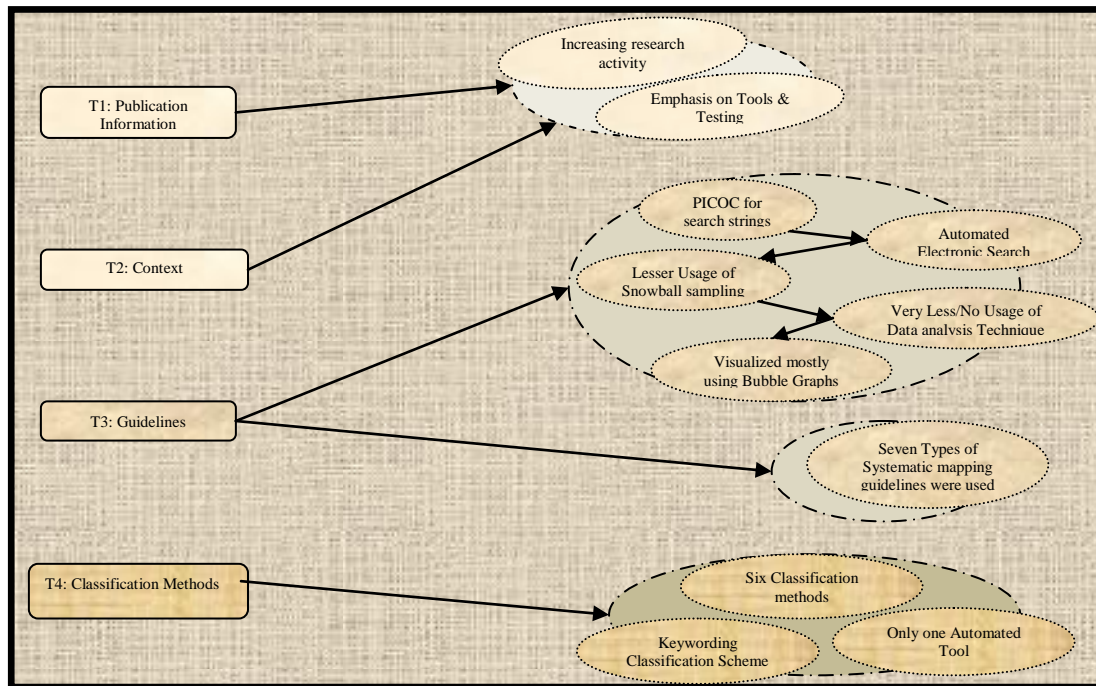 Increasing research
activity
T1: Publication
Information
Emphasis on Tools &
Testing
PICOC for
search strings
Automated
Electronic Search
T2: Context
Lesser Usage of
Snowball sampling
Very Less/No Usage of
Data analysis Technique
Visualized mostly
using Bubble Graphs
T3: Guidelines
Seven Types of
Systematic mapping
guidelines were used
T4: Classification Methods
Six Classification
methods
Keywording
Classification Scheme
Only one Automated
Tool